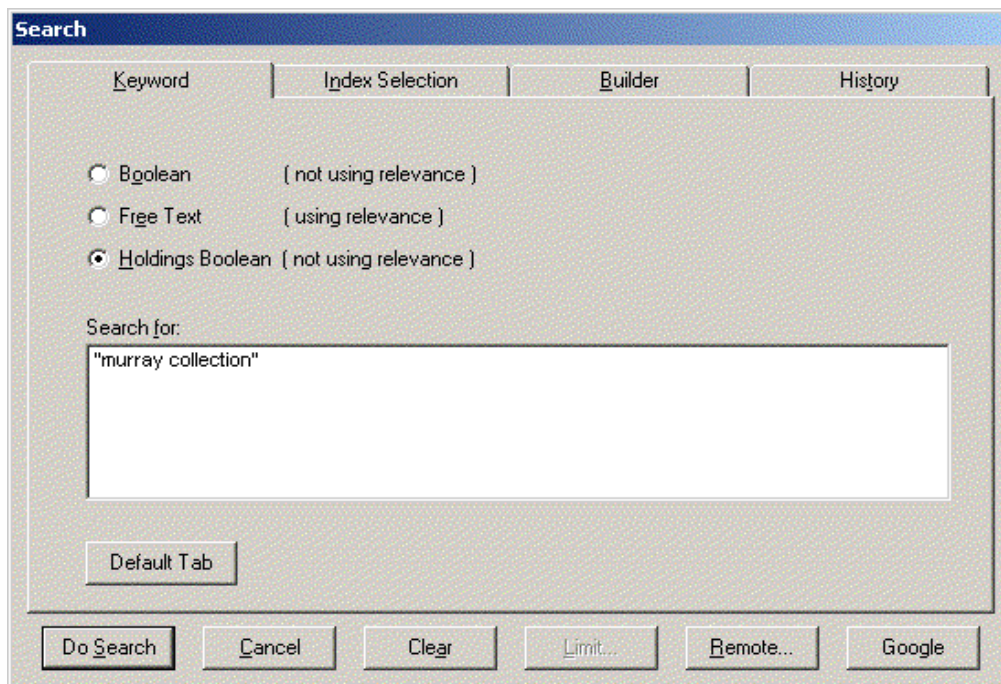 Search
Keyword Index Selection Builder History
Boolean ( not using relevance )
Free Text ( using relevance )
Holdings Boolean ( not using relevance )
Search for:
"murray collection"
Default Tab
Do Search Cancel Clear Limit... Remote... Google